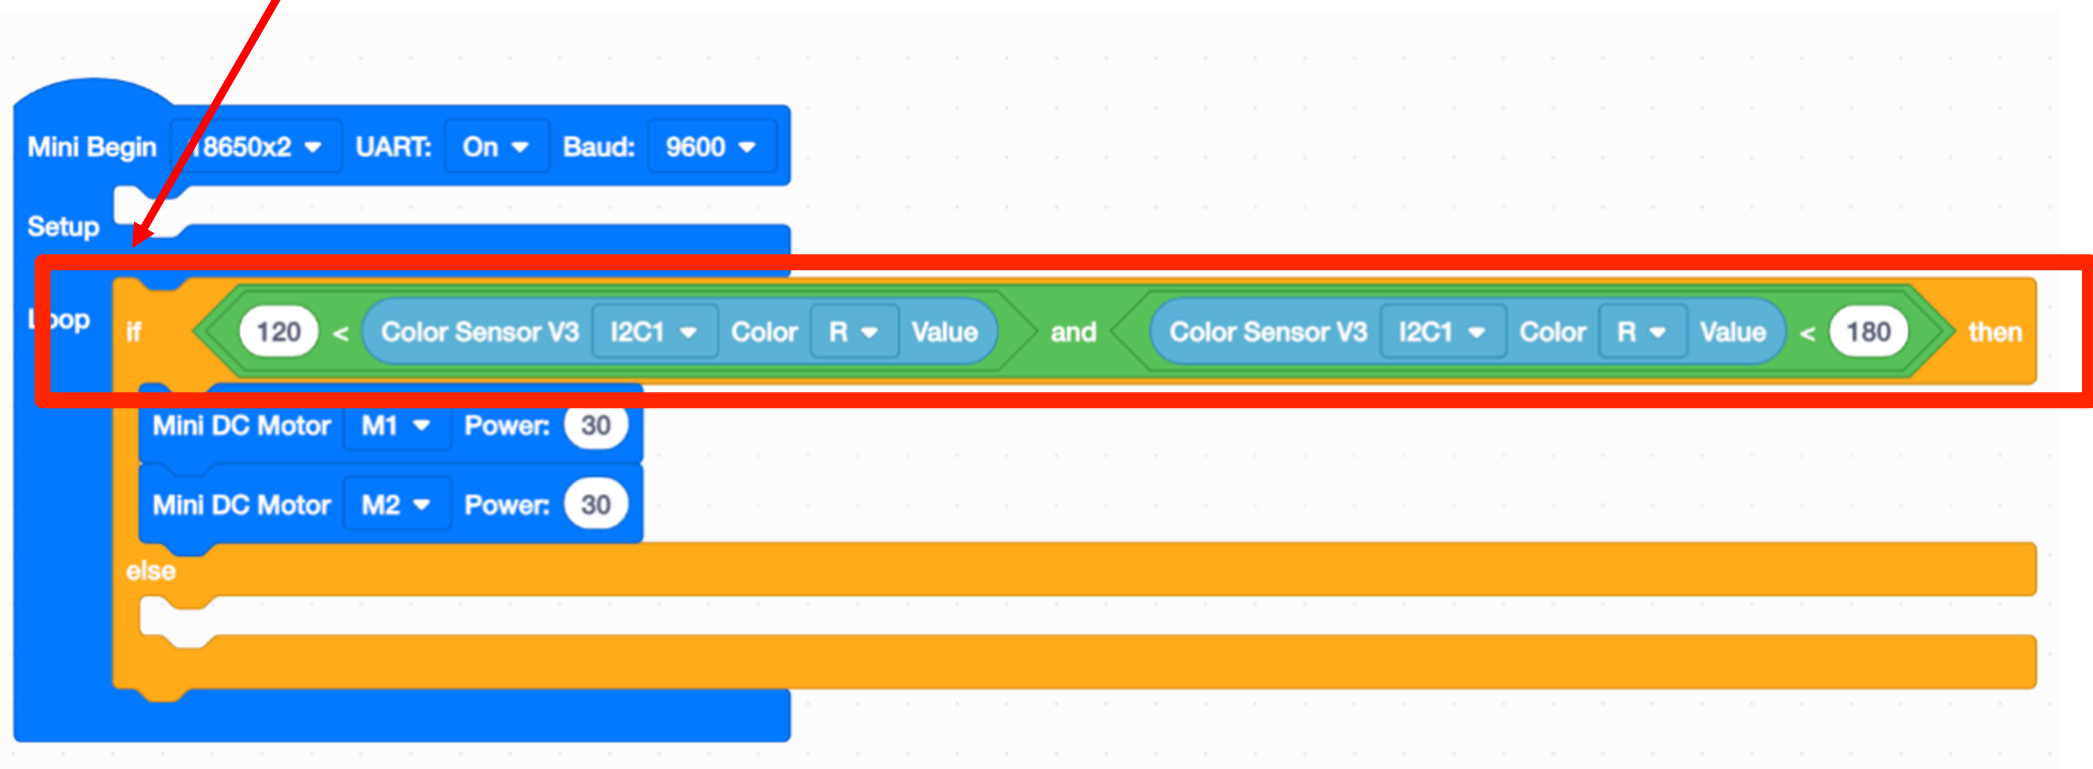 Mini Begin 18650x2 UART: On Baud: 9600
Setup
Loop
if 120 < Color Sensor V3 I2C1 Color R Value and Color Sensor V3 I2C1 Color R Value < 180 then
Mini DC Motor M1 Power: 30
Mini DC Motor M2 Power: 30
else